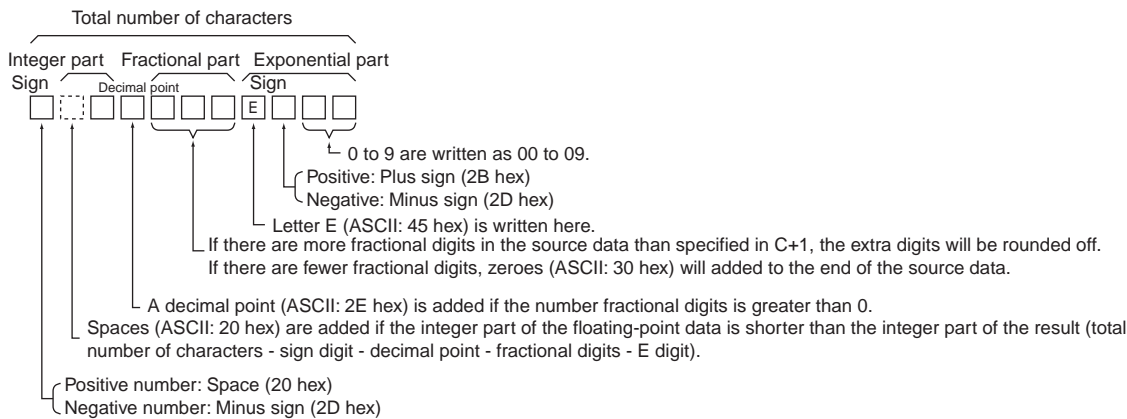 Total number of characters
Integer part Fractional part Exponential part
Sign Decimal point Sign
E
0 to 9 are written as 00 to 09.
Positive: Plus sign (2B hex)
Negative: Minus sign (2D hex)
Letter E (ASCII: 45 hex) is written here.
If there are more fractional digits in the source data than specified in C+1, the extra digits will be rounded off.
If there are fewer fractional digits, zeroes (ASCII: 30 hex) will added to the end of the source data.
A decimal point (ASCII: 2E hex) is added if the number fractional digits is greater than 0.
Spaces (ASCII: 20 hex) are added if the integer part of the floating-point data is shorter than the integer part of the result (total
number of characters - sign digit - decimal point - fractional digits - E digit).
Positive number: Space (20 hex)
Negative number: Minus sign (2D hex)